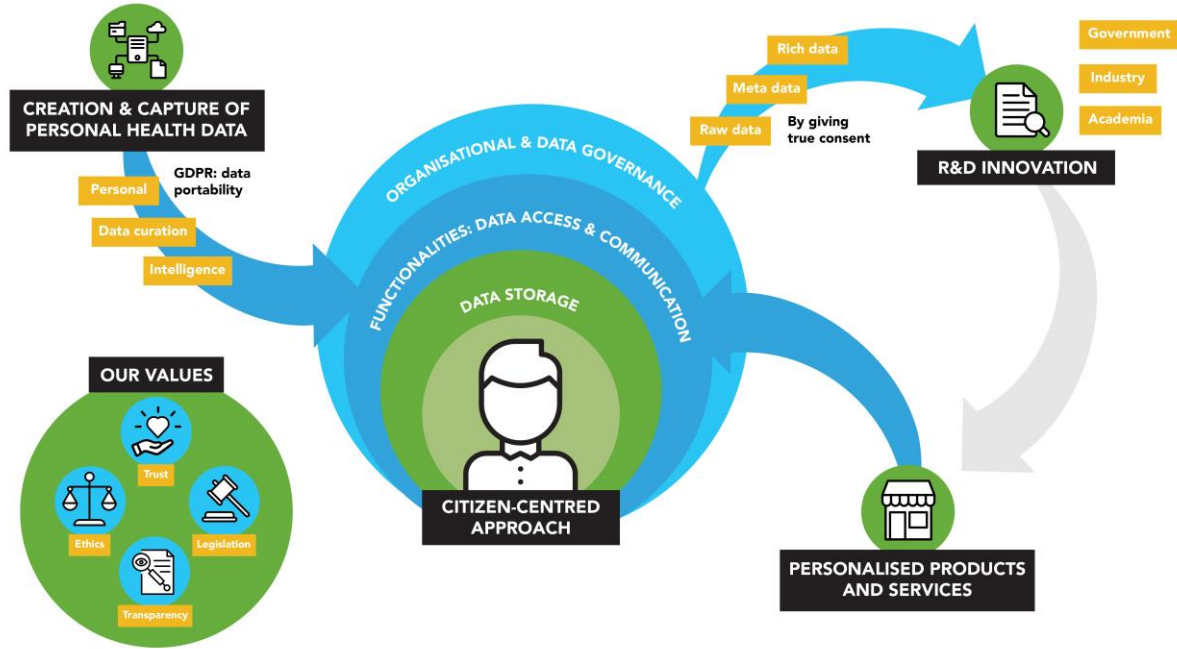 CREATION & CAPTURE OF
PERSONAL HEALTH DATA
GDPR: data
portability
Personal
Data curation
Intelligence
ORGANISATIONAL & DATA GOVERNANCE
FUNCTIONALITIES: DATA ACCESS & COMMUNICATION
DATA STORAGE
CITIZEN-CENTRED
APPROACH
Rich data
Meta data
Raw data
By giving
true consent
Government
Industry
Academia
R&D INNOVATION
PERSONALISED PRODUCTS
AND SERVICES
OUR VALUES
Trust
Ethics
Legislation
Transparency